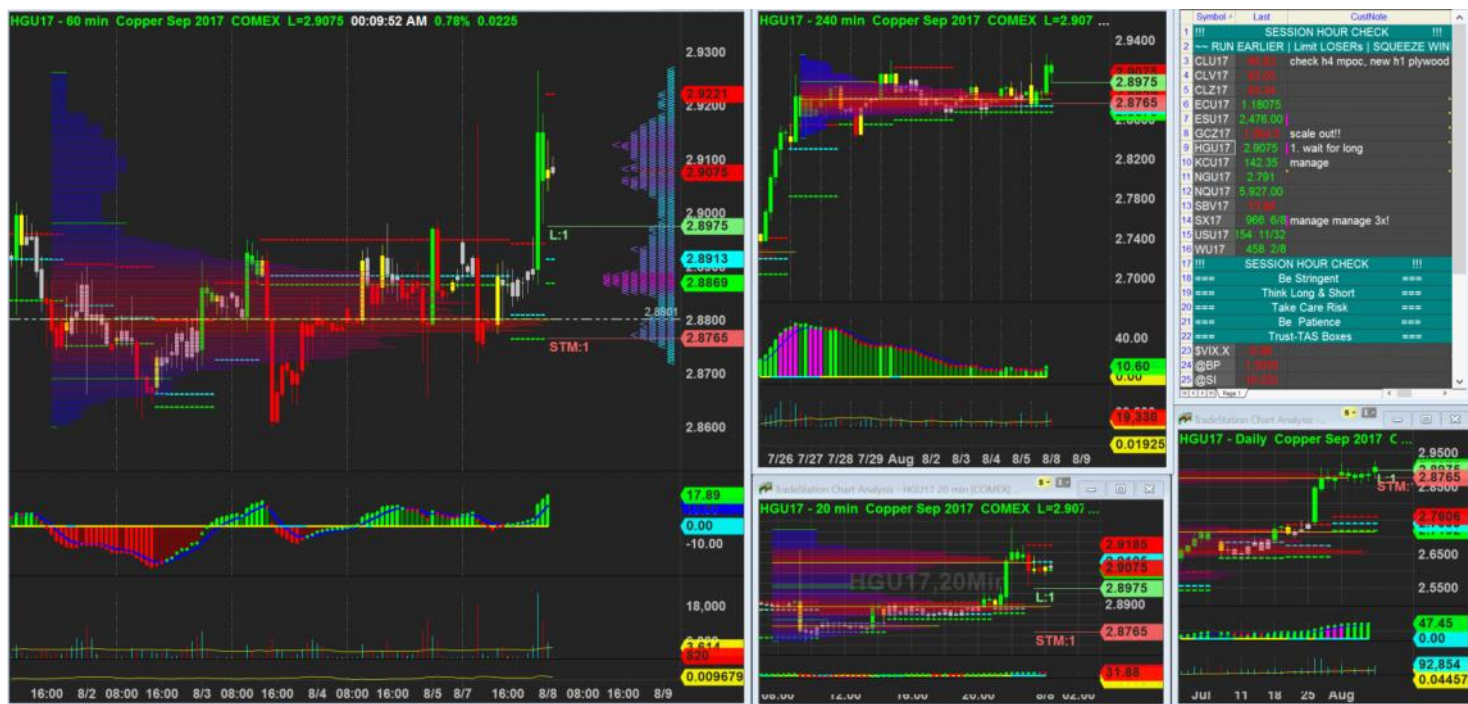 HGU17 - 60 min Copper Sep 2017 COMEX L=2.9075 00:09:52 AM 0.78% 0.0225
2.9300
2.9221
2.9200
2.9100
2.9075
2.9000
2.8975
L:1
2.8913
2.8900
2.8869
2.8801
2.8800
2.8765
STM:1
2.8700
2.8600
17.89
0.00
-10.00
18,000
3,614
820
0.009679
16:00 8/2 08:00 16:00 8/3 08:00 16:00 8/4 08:00 16:00 8/5 8/7 16:00 8/8 08:00 16:00 8/9
HGU17 - 240 min Copper Sep 2017 COMEX L=2.907 ...
2.9400
2.9075
2.8975
2.8765
2.8600
2.8200
2.7800
2.7400
2.7000
40.00
10.60
0.00
19,338
0.01925
7/26 7/27 7/28 7/29 Aug 8/2 8/3 8/4 8/5 8/8 8/9
TradeStation Chart Analysis - HGU17 20 min [COMEX] ...
HGU17 - 20 min Copper Sep 2017 COMEX L=2.907 ...
HGU17,20Min
2.9185
2.9075
2.8975
L:1
2.8900
2.8765
STM:1
31.88
08:00 12:00 16:00 20:00 8/8 02:00
Symbol Last CustNote
1 !!! SESSION HOUR CHECK !!!
2 ~~ RUN EARLIER | Limit LOSERs | SQUEEZE WIN
3 CLU17 check h4 mpoc, new h1 plywood
4 CLV17
5 CLZ17
6 ECU17 1.18075
7 ESU17 2,476.00
8 GCZ17 scale out!!
9 HGU17 2.9075 1. wait for long
10 KCU17 142.35 manage
11 NGU17 2.791
12 NQU17 5,927.00
13 SBV17
14 SX17 966 6/8 manage manage 3x!
15 USU17 154 11/32
16 WU17 458 2/8
17 !!! SESSION HOUR CHECK !!!
18 === Be Stringent ===
19 === Think Long & Short ===
20 === Take Care Risk ===
21 === Be Patience ===
22 === Trust-TAS Boxes ===
23 $VIX.X
24 @BP
25 @SI
Page 1
TradeStation Chart Analysis - ...
HGU17 - Daily Copper Sep 2017 C ...
2.9500
2.8975
L:1
2.8765
STM:
2.8500
2.7606
2.6500
2.5500
47.45
0.00
92,854
0.04457
Jul 11 18 25 Aug